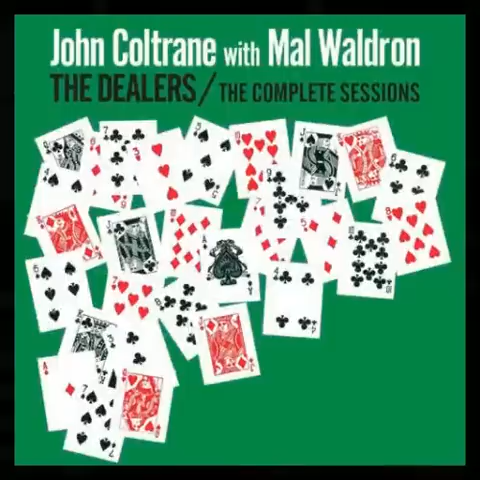 John Coltrane with Mal Waldron
THE DEALERS / THE COMPLETE SESSIONS